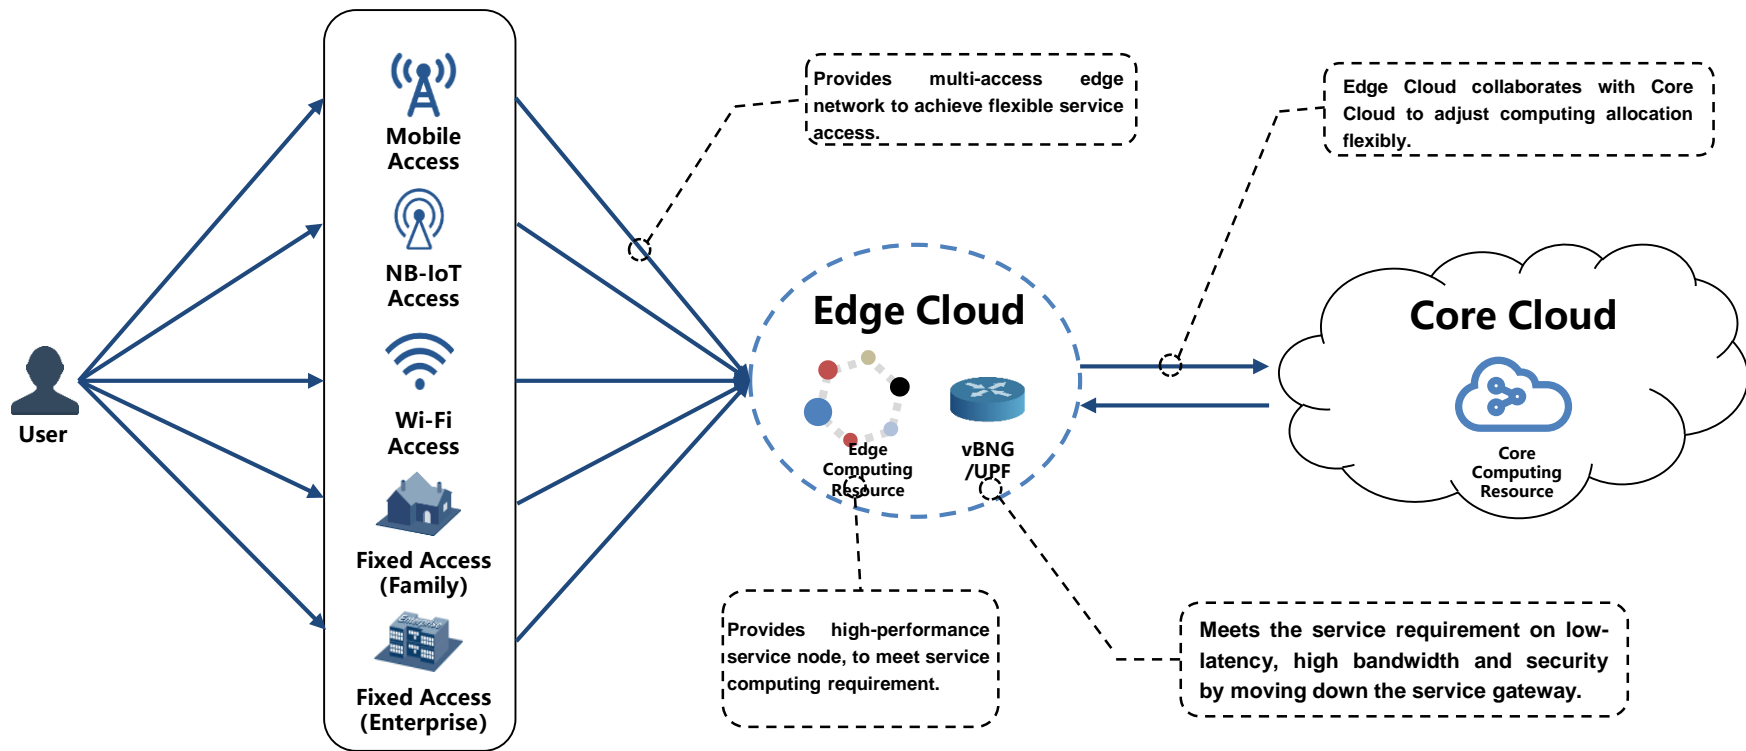 Mobile
Access
NB-IoT
Access
Wi-Fi
Access
Fixed Access
(Family)
Enterprise
Fixed Access
(Enterprise)
User
Provides multi-access edge
network to achieve flexible service
access.
Edge Cloud collaborates with Core
Cloud to adjust computing allocation
flexibly.
Edge Cloud
Edge
Computing
Resource
vBNG
/UPF
Core Cloud
Core
Computing
Resource
Provides high-performance
service node, to meet service
computing requirement.
Meets the service requirement on low-
latency, high bandwidth and security
by moving down the service gateway.